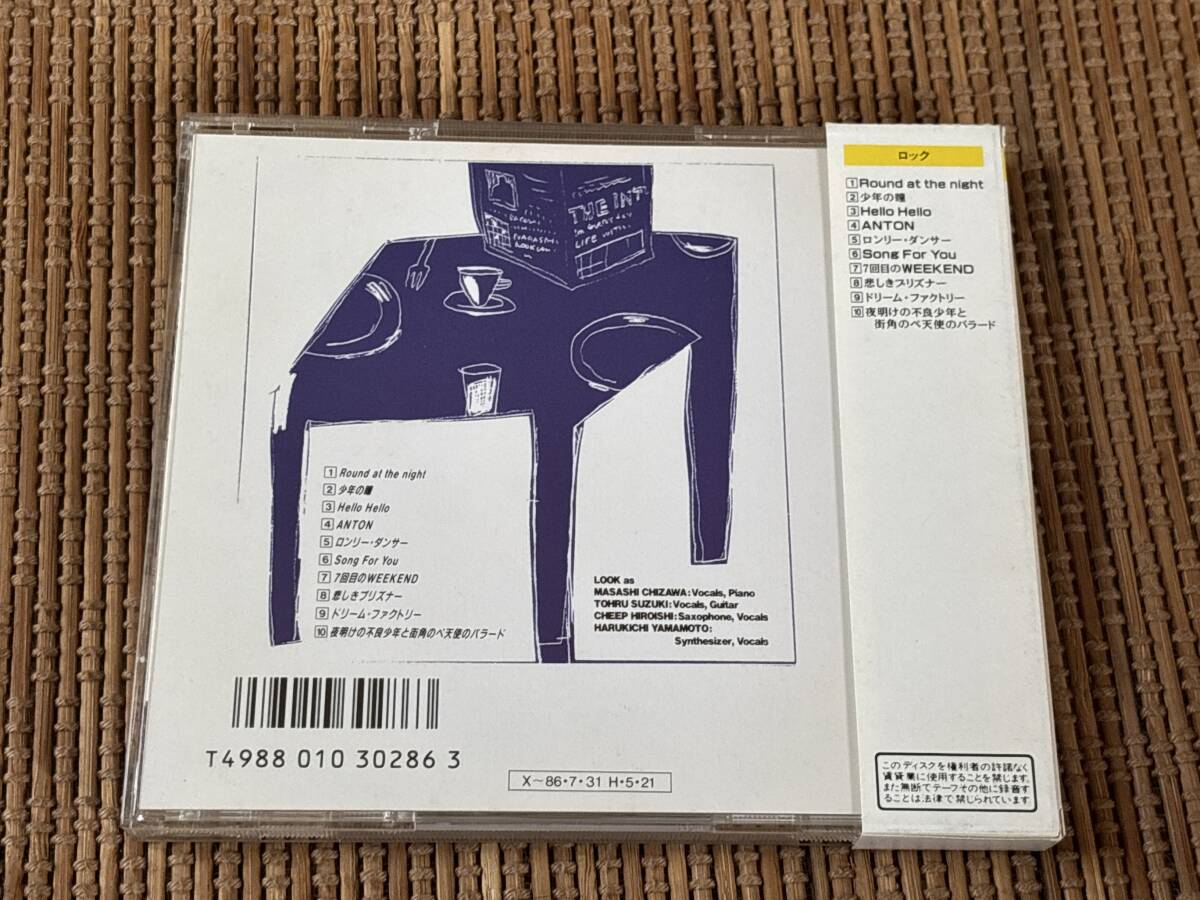 THE INT
LIFE
1 Round at the night
2 少年の瞳
3 Hello Hello
4 ANTON
5 ロンリー・ダンサー
6 Song For You
7 7回目のWEEKEND
8 悲しきプリズナー
9 ドリーム・ファクトリー
10 夜明けの不良少年と街角のぺ天使のバラード
LOOK as
MASASHI CHIZAWA: Vocals, Piano
TOHRU SUZUKI: Vocals, Guitar
CHEEP HIROISHI: Saxophone, Vocals
HARUKICHI YAMAMOTO:
Synthesizer, Vocals
T4988 010 30286 3
X～86・7・31 H・5・21
ロック
1 Round at the night
2 少年の瞳
3 Hello Hello
4 ANTON
5 ロンリー・ダンサー
6 Song For You
7 7回目のWEEKEND
8 悲しきプリズナー
9 ドリーム・ファクトリー
10 夜明けの不良少年と
街角のぺ天使のバラード
このディスクを権利者の許諾なく
賃貸業に使用することを禁じます。
また無断でテープその他に録音す
ることは法律で禁じられています。